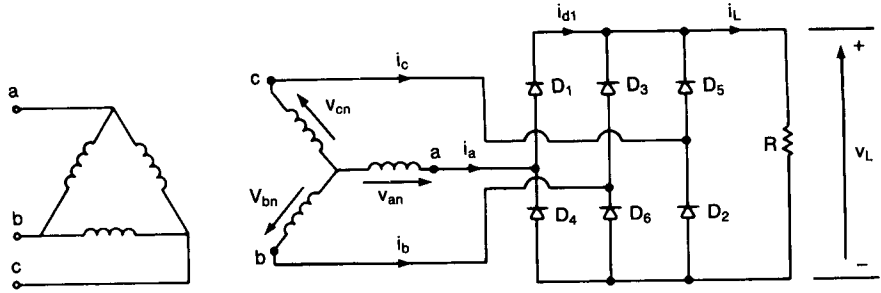 a
b
c
c
v_cn
V_bn
b
a
v_an
i_c
i_a
i_b
i_d1
i_L
D_1
D_3
D_5
D_4
D_6
D_2
R
+
v_L
−